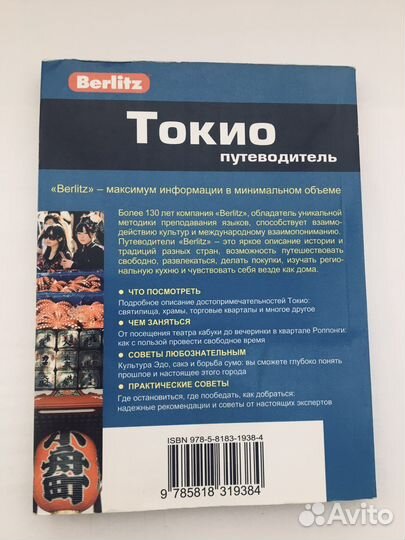 Berlitz
Токио
путеводитель
«Berlitz» – максимум информации в минимальном объеме
Более 130 лет компания «Berlitz», обладатель уникальной
методики преподавания языков, способствует взаимо-
действию культур и международному взаимопониманию.
Путеводители «Berlitz» – это яркое описание истории и
традиций разных стран, возможность путешествовать
свободно, развлекаться, делать покупки, изучать регио-
нальную кухню и чувствовать себя везде как дома.
• ЧТО ПОСМОТРЕТЬ
Подробное описание достопримечательностей Токио:
святилища, храмы, торговые кварталы и многое другое
• ЧЕМ ЗАНЯТЬСЯ
От посещения театра кабуки до вечеринки в квартале Роппонги:
как с пользой провести свободное время
• СОВЕТЫ ЛЮБОЗНАТЕЛЬНЫМ
Культура Эдо, сакэ и борьба сумо: вы сможете глубоко понять
прошлое и настоящее этого города
• ПРАКТИЧЕСКИЕ СОВЕТЫ
Где остановиться, где пообедать, как добраться:
надежные рекомендации и советы от настоящих экспертов
小舟町
ISBN 978-5-8183-1938-4
9 785818 319384
Avito